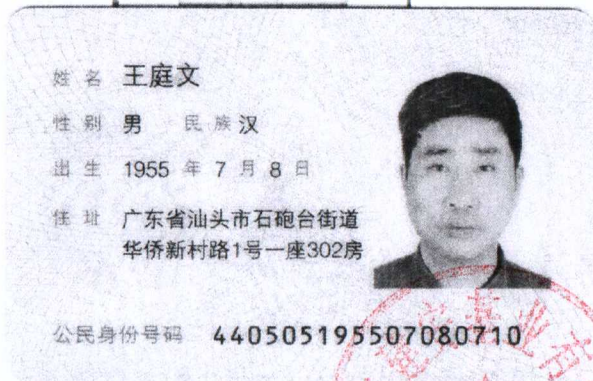 姓名 王庭文
性别 男 民族 汉
出生 1955 年 7 月 8 日
住址 广东省汕头市石砲台街道
华侨新村路1号一座302房
公民身份号码 440505195507080710